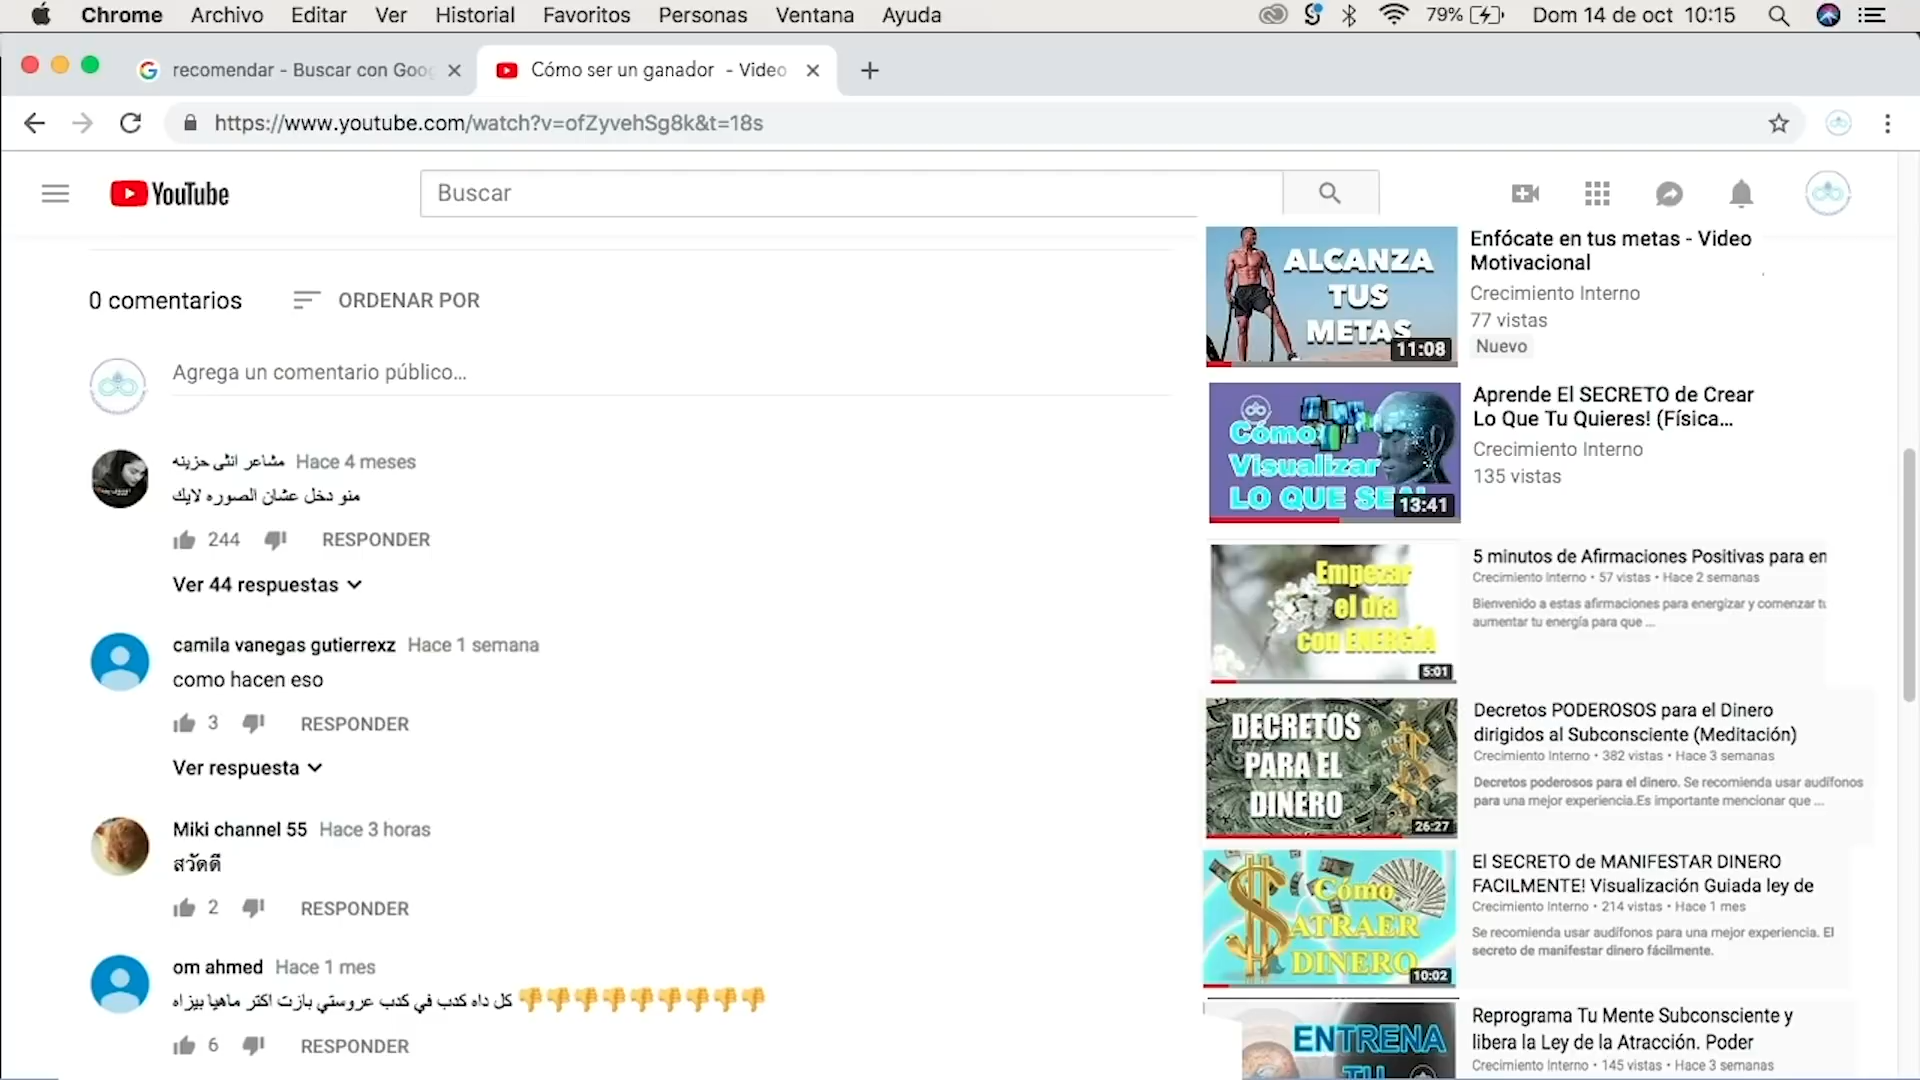 Chrome Archivo Editar Ver Historial Favoritos Personas Ventana Ayuda
79% Dom 14 de oct 10:15
recomendar - Buscar con Goog
Cómo ser un ganador - Video
https://www.youtube.com/watch?v=ofZyvehSg8k&t=18s
YouTube
Buscar
0 comentarios
ORDENAR POR
Agrega un comentario público...
مشاعر انثى حزينه Hace 4 meses
منو دخل عشان الصوره لايك
244 RESPONDER
Ver 44 respuestas
camila vanegas gutierrexz Hace 1 semana
como hacen eso
3 RESPONDER
Ver respuesta
Miki channel 55 Hace 3 horas
สวัดดี
2 RESPONDER
om ahmed Hace 1 mes
كل داه كدب في كدب عروستي بازت اكتر ماهيا بيزاه 👎👎👎👎👎👎👎👎👎
6 RESPONDER
ALCANZA
TUS
METAS
11:08
Enfócate en tus metas - Video
Motivacional
Crecimiento Interno
77 vistas
Nuevo
Cómo
Visualizar
LO QUE SEA!
13:41
Aprende El SECRETO de Crear
Lo Que Tu Quieres! (Física...
Crecimiento Interno
135 vistas
Empezar
el día
con ENERGÍA
5:01
5 minutos de Afirmaciones Positivas para en
Crecimiento Interno • 57 vistas • Hace 2 semanas
Bienvenido a estas afirmaciones para energizar y comenzar tu
aumentar tu energía para que ...
DECRETOS
PARA EL
DINERO
26:27
Decretos PODEROSOS para el Dinero
dirigidos al Subconsciente (Meditación)
Crecimiento Interno • 382 vistas • Hace 3 semanas
Decretos poderosos para el dinero. Se recomienda usar audífonos
para una mejor experiencia.Es importante mencionar que ...
Cómo
ATRAER
DINERO
10:02
El SECRETO de MANIFESTAR DINERO
FACILMENTE! Visualización Guiada ley de
Crecimiento Interno • 214 vistas • Hace 1 mes
Se recomienda usar audífonos para una mejor experiencia. El
secreto de manifestar dinero fácilmente.
ENTRENA
TU
Reprograma Tu Mente Subconsciente y
libera la Ley de la Atracción. Poder
Crecimiento Interno • 145 vistas • Hace 3 semanas